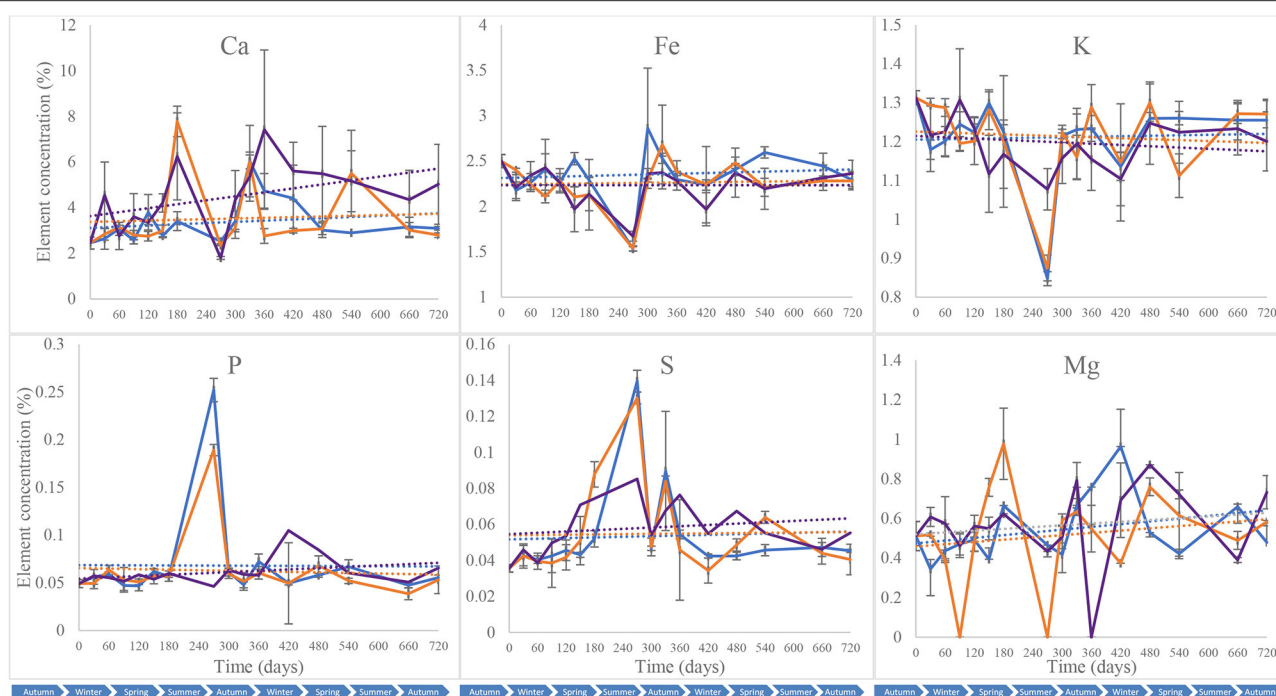 Ca
Element concentration (%)
12
10
8
6
4
2
0
0 60 120 180 240 300 360 420 480 540 600 660 720
Fe
4
3.5
3
2.5
2
1.5
1
0 60 120 180 240 300 360 420 480 540 600 660 720
K
1.5
1.4
1.3
1.2
1.1
1
0.9
0.8
0 60 120 180 240 300 360 420 480 540 600 660 720
P
Element concentration (%)
0.3
0.25
0.2
0.15
0.1
0.05
0
0 60 120 180 240 300 360 420 480 540 600 660 720
Time (days)
S
0.16
0.14
0.12
0.1
0.08
0.06
0.04
0.02
0
0 60 120 180 240 300 360 420 480 540 600 660 720
Time (days)
Mg
1.4
1.2
1
0.8
0.6
0.4
0.2
0
0 60 120 180 240 300 360 420 480 540 600 660 720
Time (days)
Autumn Winter Spring Summer Autumn Winter Spring Summer Autumn
Autumn Winter Spring Summer Autumn Winter Spring Summer Autumn
Autumn Winter Spring Summer Autumn Winter Spring Summer Autumn